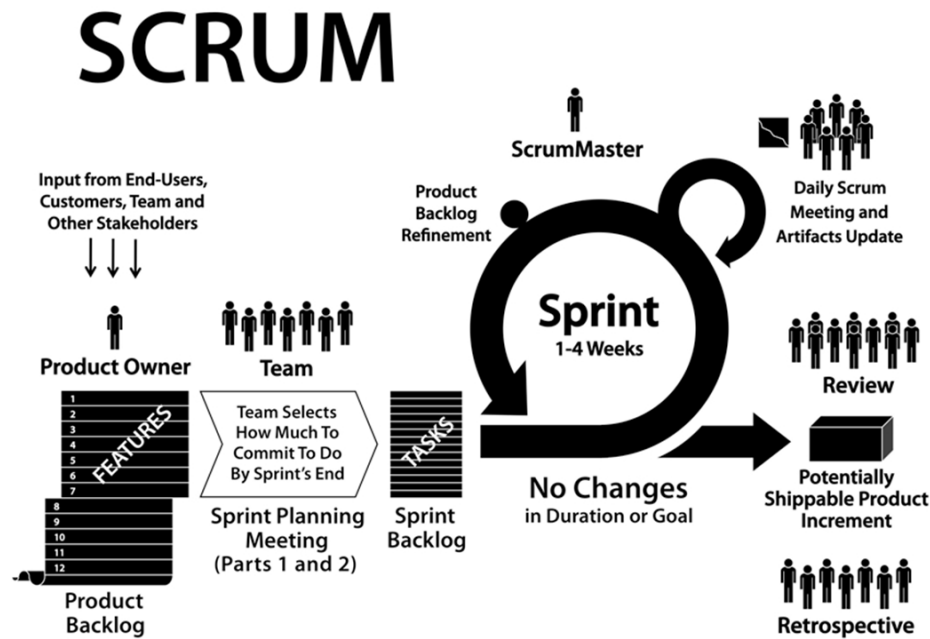 SCRUM
Input from End-Users,
Customers, Team and
Other Stakeholders
Product Owner
1
2
3
4
5
6
7
FEATURES
8
9
10
11
12
Product
Backlog
Team
Team Selects
How Much To
Commit To Do
By Sprint's End
Sprint Planning
Meeting
(Parts 1 and 2)
TASKS
Sprint
Backlog
ScrumMaster
Product
Backlog
Refinement
Sprint
1-4 Weeks
No Changes
in Duration or Goal
Daily Scrum
Meeting and
Artifacts Update
Review
Potentially
Shippable Product
Increment
Retrospective